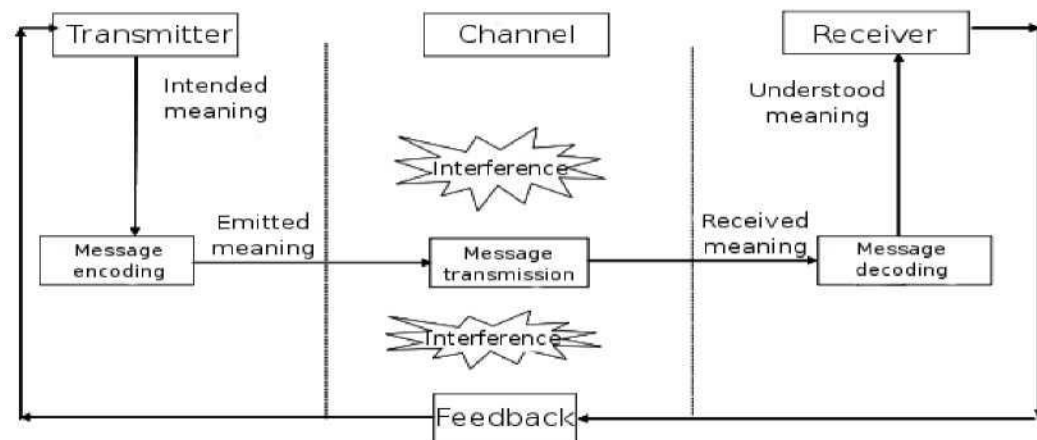 Transmitter
Channel
Receiver
Intended
meaning
Understood
meaning
Interference
Emitted
meaning
Received
meaning
Message
encoding
Message
transmission
Message
decoding
Interference
Feedback